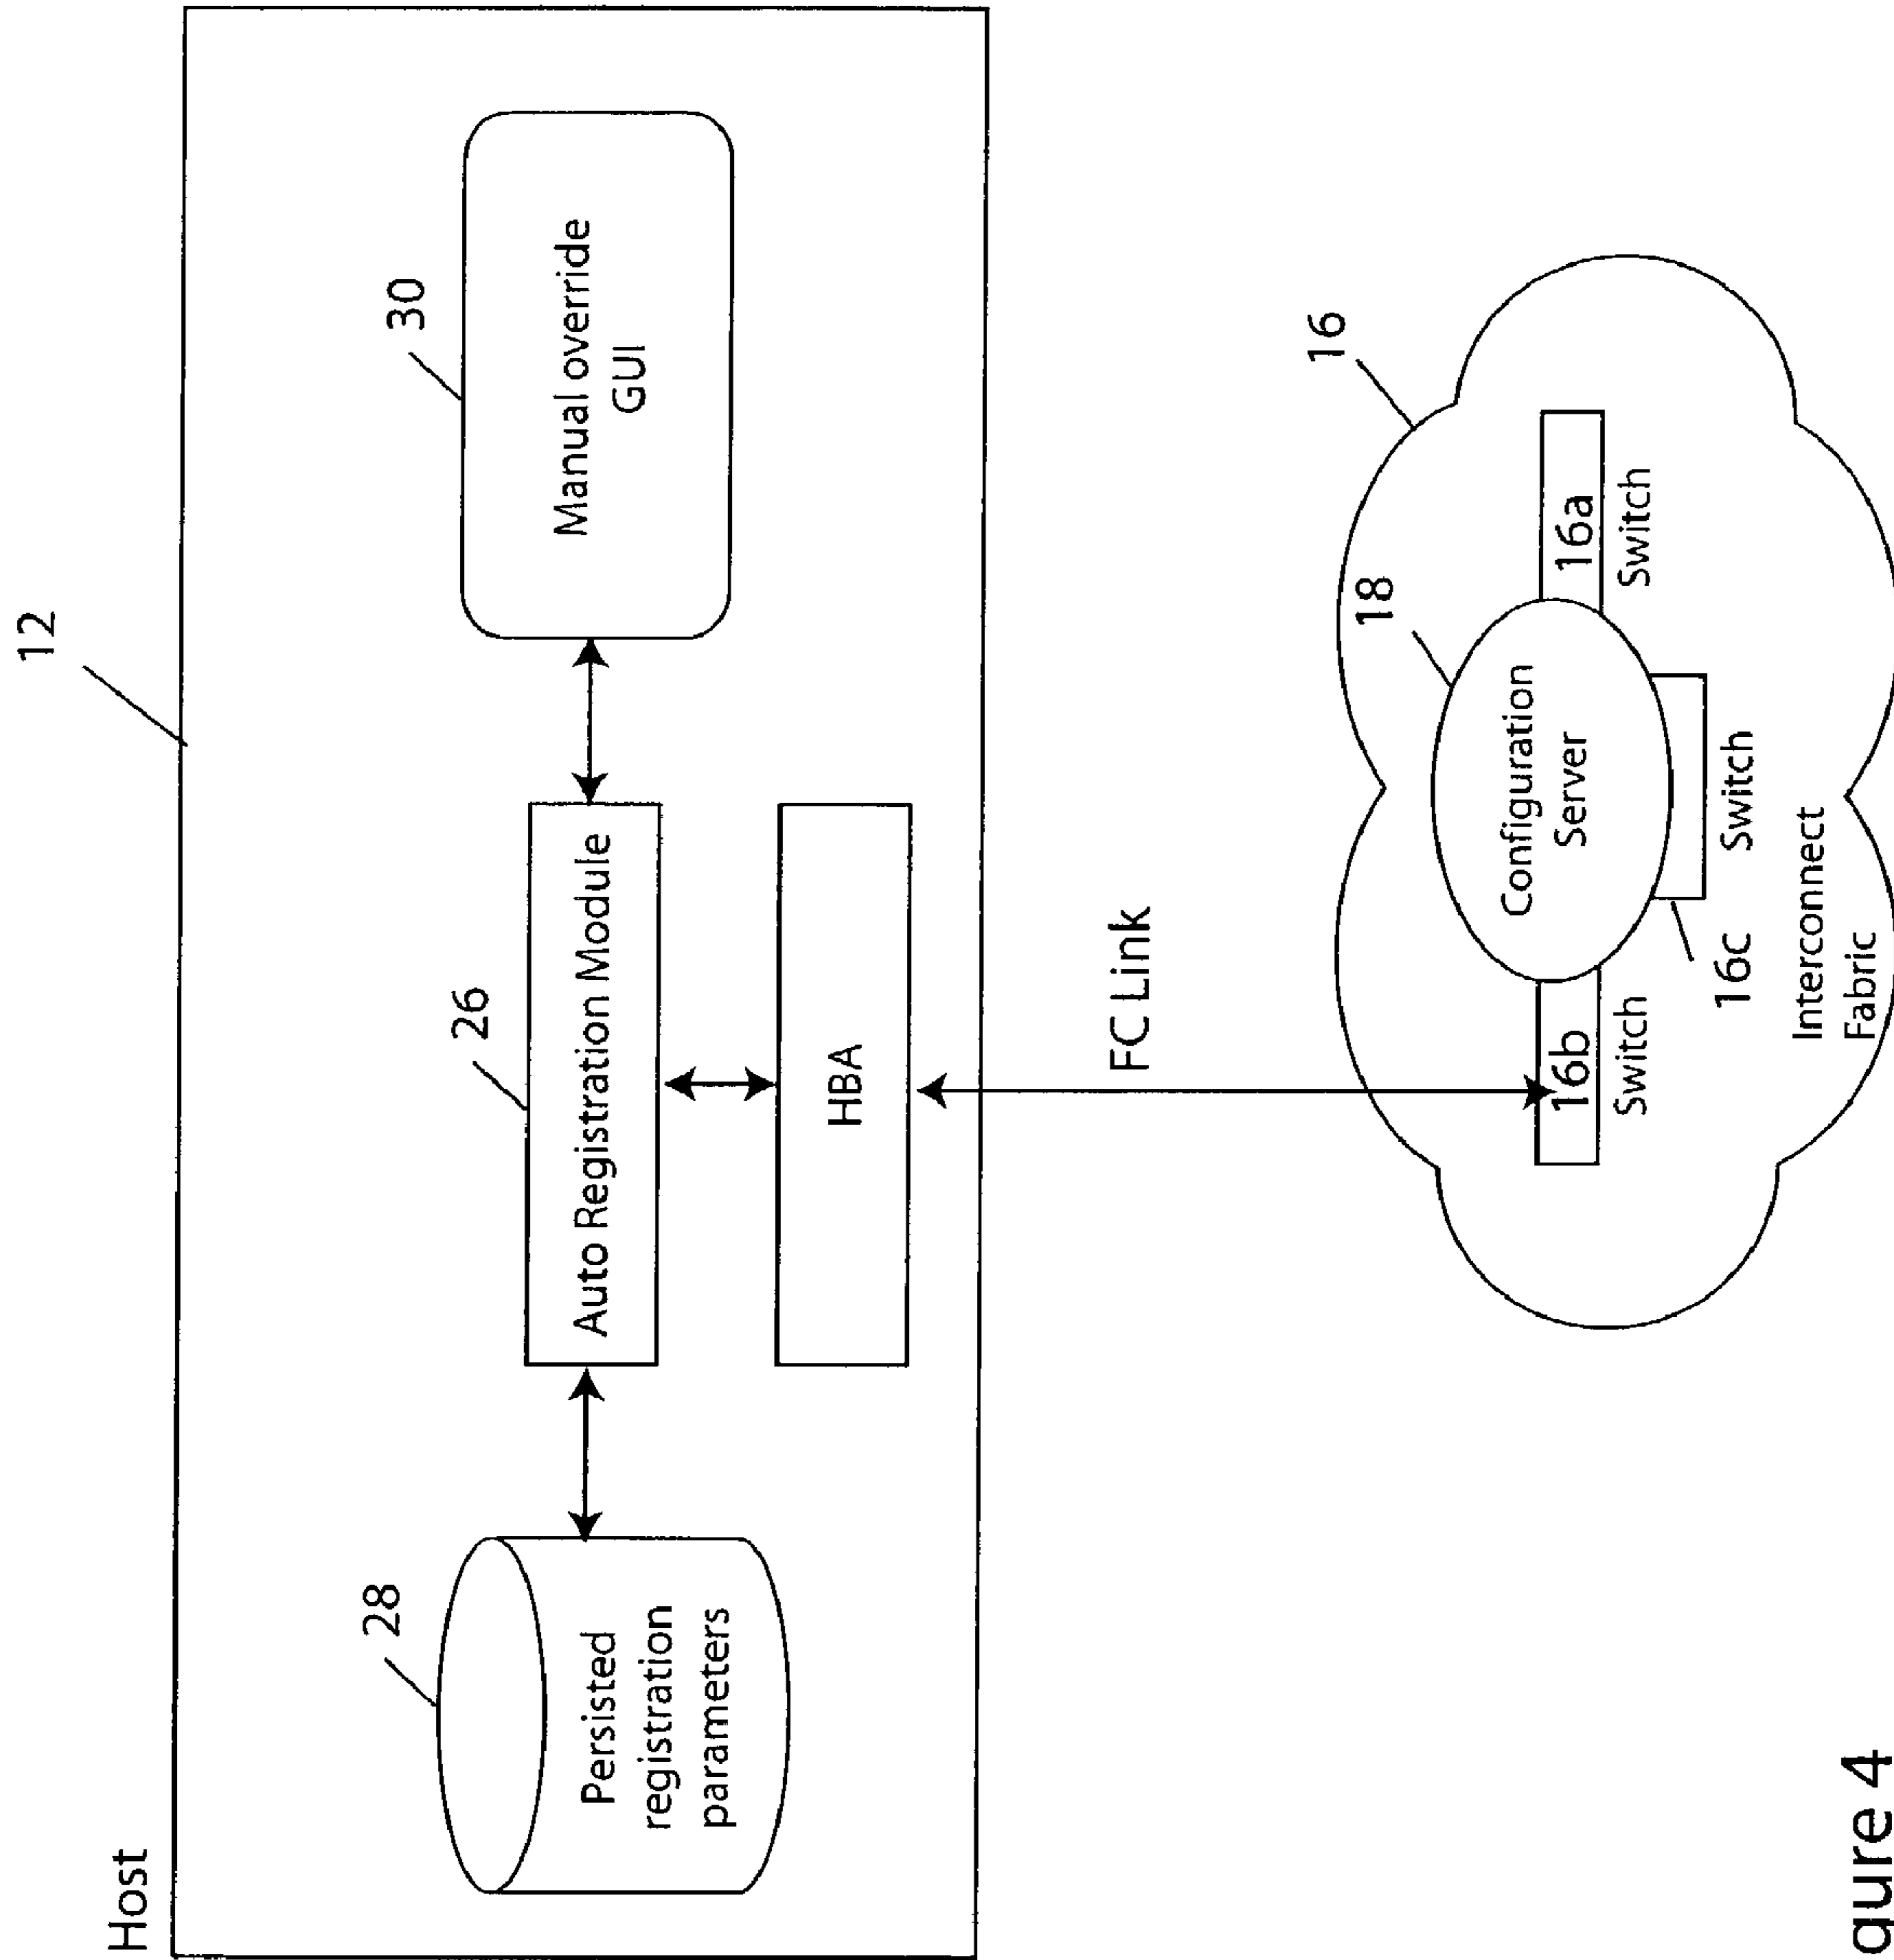 Host
12
28
Persisted
registration
parameters
26
Auto Registration Module
30
Manual override
GUI
HBA
FC Link
16
18
Configuration
Server
16b
Switch
16a
Switch
16c
Switch
Interconnect
Fabric
gure 4